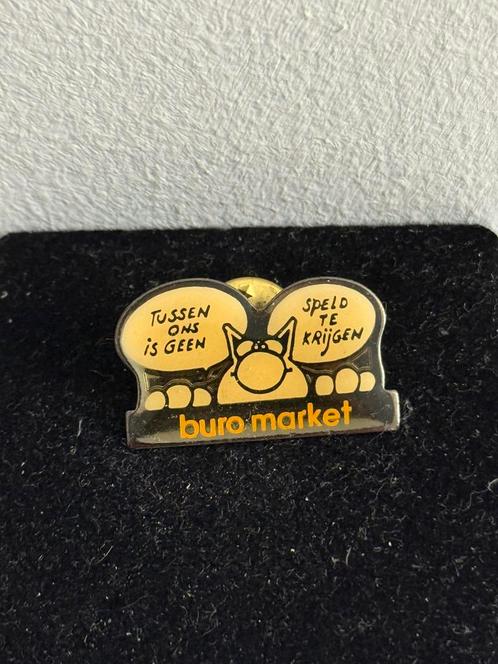 TUSSEN
ONS
iS GEEN
SPELD
TE
KRijGEN
buro market